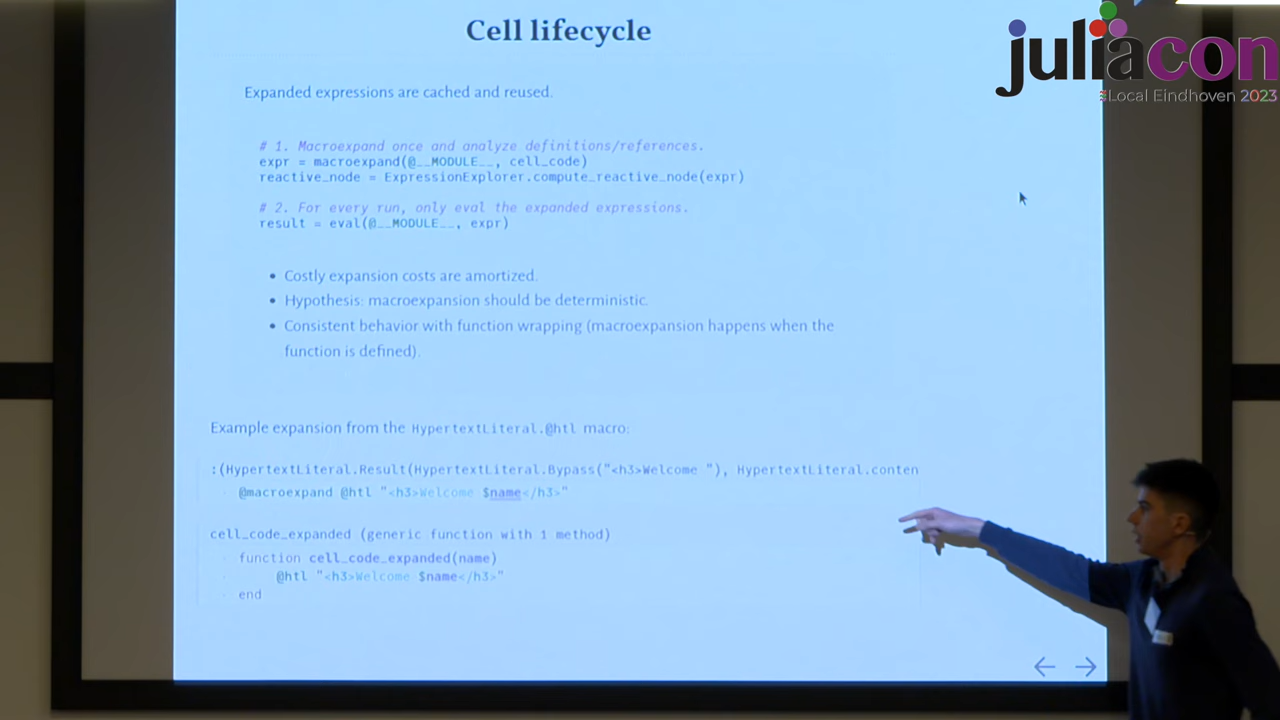 Cell lifecycle
juliacon
Local Eindhoven 2023
Expanded expressions are cached and reused.
# 1. Macroexpand once and analyze definitions/references.
expr = macroexpand(@__MODULE__, cell_code)
reactive_node = ExpressionExplorer.compute_reactive_node(expr)
# 2. For every run, only eval the expanded expressions.
result = eval(@__MODULE__, expr)
• Costly expansion costs are amortized.
• Hypothesis: macroexpansion should be deterministic.
• Consistent behavior with function wrapping (macroexpansion happens when the
function is defined).
Example expansion from the HypertextLiteral.@htl macro:
:(HypertextLiteral.Result(HypertextLiteral.Bypass("<h3>Welcome "), HypertextLiteral.conten
@macroexpand @htl "<h3>Welcome $name</h3>"
cell_code_expanded (generic function with 1 method)
function cell_code_expanded(name)
@htl "<h3>Welcome $name</h3>"
end